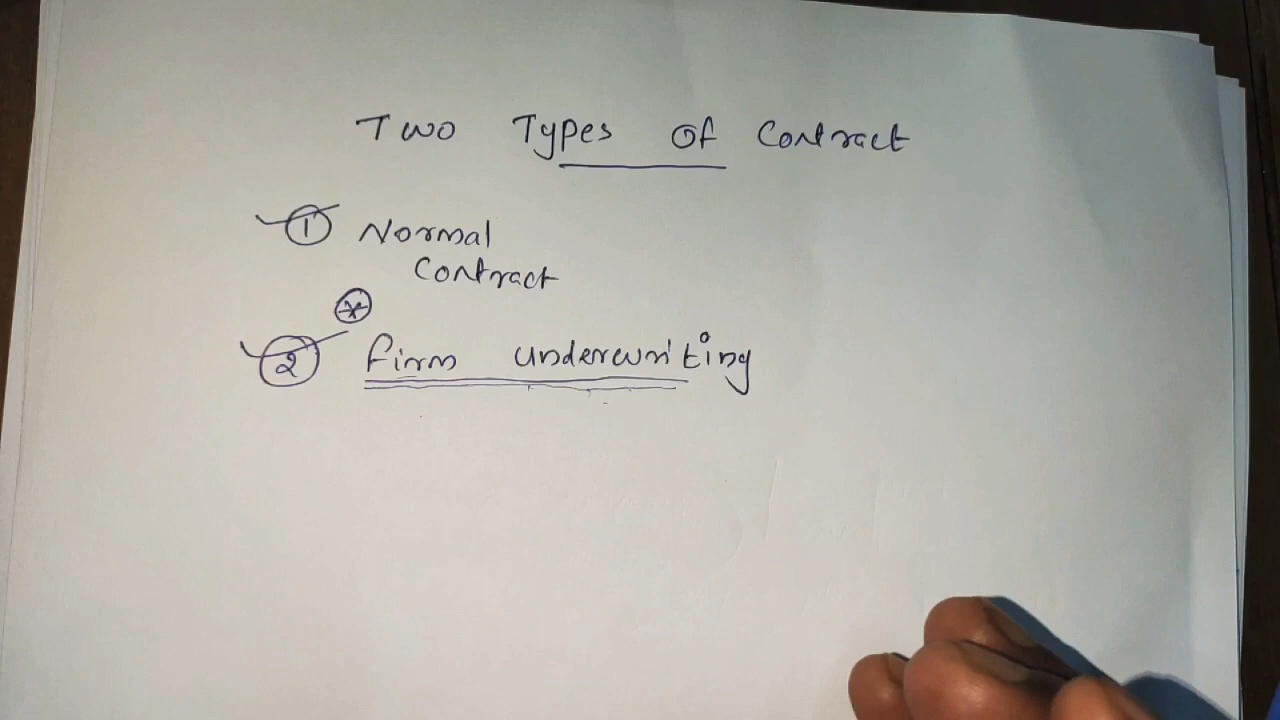 Two Types of Contract
1 Normal
Contract
2 Firm underwriting